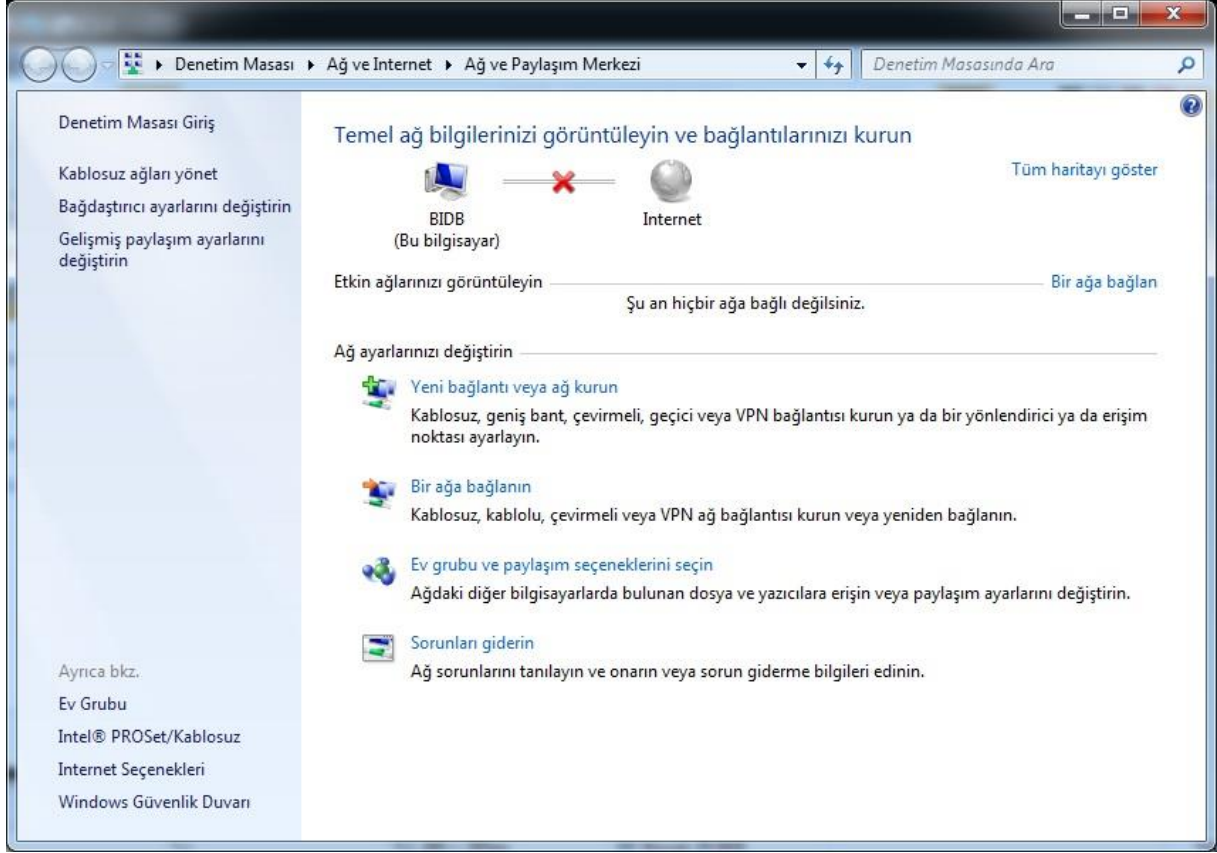 Denetim Masası ▸ Ağ ve Internet ▸ Ağ ve Paylaşım Merkezi
Denetim Masasında Ara
Denetim Masası Giriş
Kablosuz ağları yönet
Bağdaştırıcı ayarlarını değiştirin
Gelişmiş paylaşım ayarlarını
değiştirin
Temel ağ bilgilerinizi görüntüleyin ve bağlantılarınızı kurun
Tüm haritayı göster
BIDB
(Bu bilgisayar)
Internet
Etkin ağlarınızı görüntüleyin
Bir ağa bağlan
Şu an hiçbir ağa bağlı değilsiniz.
Ağ ayarlarınızı değiştirin
Yeni bağlantı veya ağ kurun
Kablosuz, geniş bant, çevirmeli, geçici veya VPN bağlantısı kurun ya da bir yönlendirici ya da erişim
noktası ayarlayın.
Bir ağa bağlanın
Kablosuz, kablolu, çevirmeli veya VPN ağ bağlantısı kurun veya yeniden bağlanın.
Ev grubu ve paylaşım seçeneklerini seçin
Ağdaki diğer bilgisayarlarda bulunan dosya ve yazıcılara erişin veya paylaşım ayarlarını değiştirin.
Sorunları giderin
Ağ sorunlarını tanılayın ve onarın veya sorun giderme bilgileri edinin.
Ayrıca bkz.
Ev Grubu
Intel® PROSet/Kablosuz
Internet Seçenekleri
Windows Güvenlik Duvarı